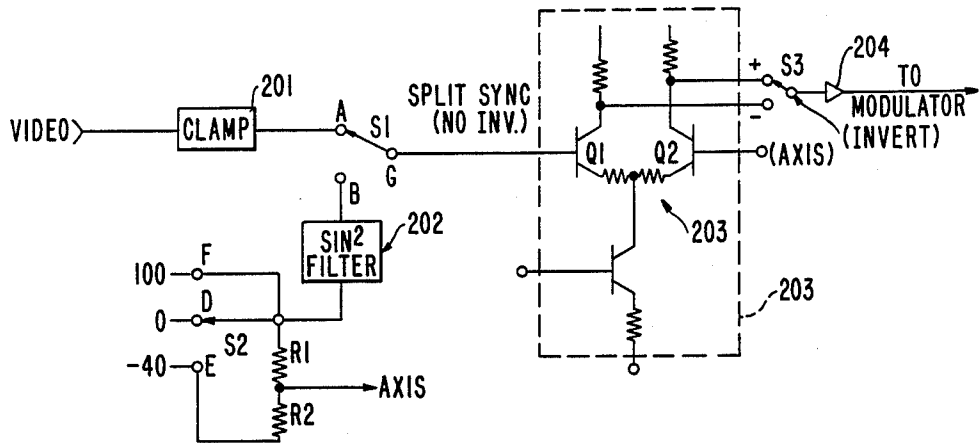 201
204
SPLIT SYNC
(NO INV.)
+
S3
TO
MODULATOR
VIDEO
CLAMP
A
S1
G
-
(INVERT)
Q1
Q2
(AXIS)
B
203
SIN2
FILTER
202
F
100
D
0
S2
R1
203
-40
E
AXIS
R2